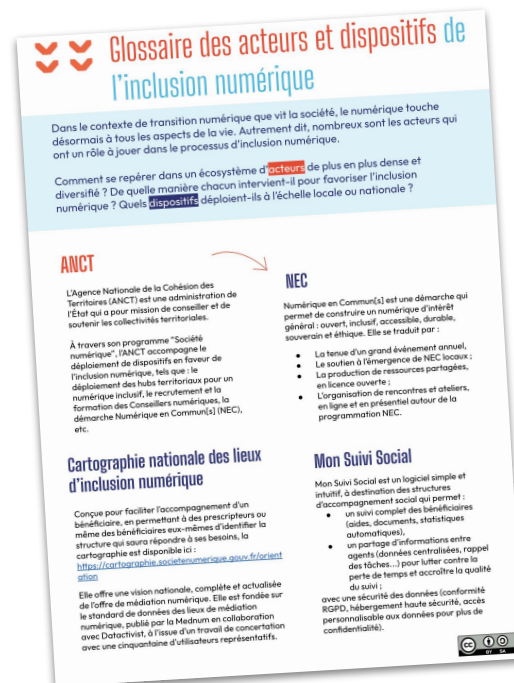 Glossaire des acteurs et dispositifs de
l'inclusion numérique
Dans le contexte de transition numérique que vit la société, le numérique touche
désormais à tous les aspects de la vie. Autrement dit, nombreux sont les acteurs qui
ont un rôle à jouer dans le processus d'inclusion numérique.
Comment se repérer dans un écosystème d'acteurs de plus en plus dense et
diversifié ? De quelle manière chacun intervient-il pour favoriser l'inclusion
numérique ? Quels dispositifs déploient-ils à l'échelle locale ou nationale ?
ANCT
L'Agence Nationale de la Cohésion des
Territoires (ANCT) est une administration de
l'État qui a pour mission de conseiller et de
soutenir les collectivités territoriales.
À travers son programme "Société
numérique", l'ANCT accompagne le
déploiement de dispositifs en faveur de
l'inclusion numérique, tels que : le
déploiement des hubs territoriaux pour un
numérique inclusif, le recrutement et la
formation des Conseillers numériques, la
démarche Numérique en Commun[s] (NEC),
etc.
NEC
Numérique en Commun[s] est une démarche qui
permet de construire un numérique d'intérêt
général : ouvert, inclusif, accessible, durable,
souverain et éthique. Elle se traduit par :
• La tenue d'un grand événement annuel,
• Le soutien à l'émergence de NEC locaux ;
• La production de ressources partagées,
en licence ouverte ;
• L'organisation de rencontres et ateliers,
en ligne et en présentiel autour de la
programmation NEC.
Cartographie nationale des lieux
d'inclusion numérique
Conçue pour faciliter l'accompagnement d'un
bénéficiaire, en permettant à des prescripteurs ou
même des bénéficiaires eux-mêmes d'identifier la
structure qui saura répondre à ses besoins, la
cartographie est disponible ici :
https://cartographie.societenumerique.gouv.fr/orient
ation
Elle offre une vision nationale, complète et actualisée
de l'offre de médiation numérique. Elle est fondée sur
le standard de données des lieux de médiation
numérique, publié par la Mednum en collaboration
avec Datactivist, à l'issue d'un travail de concertation
avec une cinquantaine d'utilisateurs représentatifs.
Mon Suivi Social
Mon Suivi Social est un logiciel simple et
intuitif, à destination des structures
d'accompagnement social qui permet :
• un suivi complet des bénéficiaires
(aides, documents, statistiques
automatiques),
• un partage d'informations entre
agents (données centralisées, rappel
des tâches...) pour lutter contre la
perte de temps et accroître la qualité
du suivi ;
avec une sécurité des données (conformité
RGPD, hébergement haute sécurité, accès
personnalisable aux données pour plus de
confidentialité).
cc BY SA